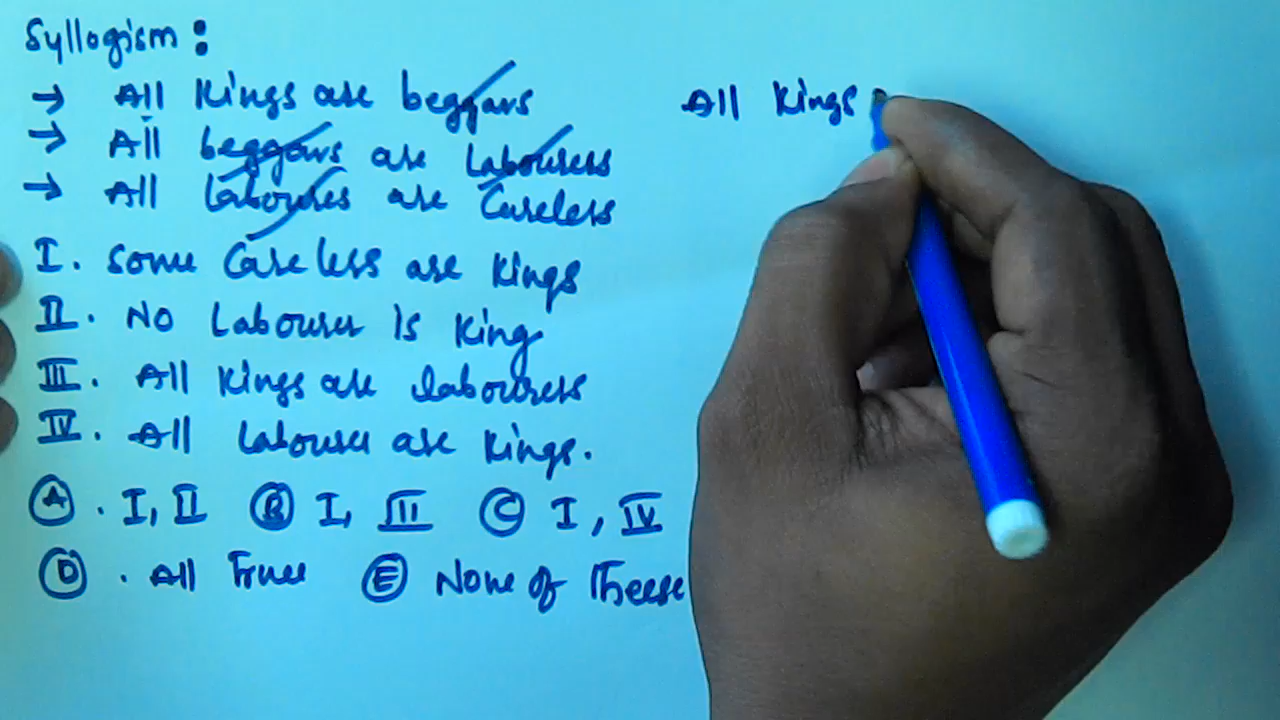 Syllogism :
→ All Kings are beggars
→ All beggars are Labourers
→ All laboures are Careless
I. Some Careless are Kings
II. No Labourer is King
III. All Kings are labourers
IV. All Labourer are Kings.
A . I, II B I, III C I, IV
D . All True E None of These
All Kings